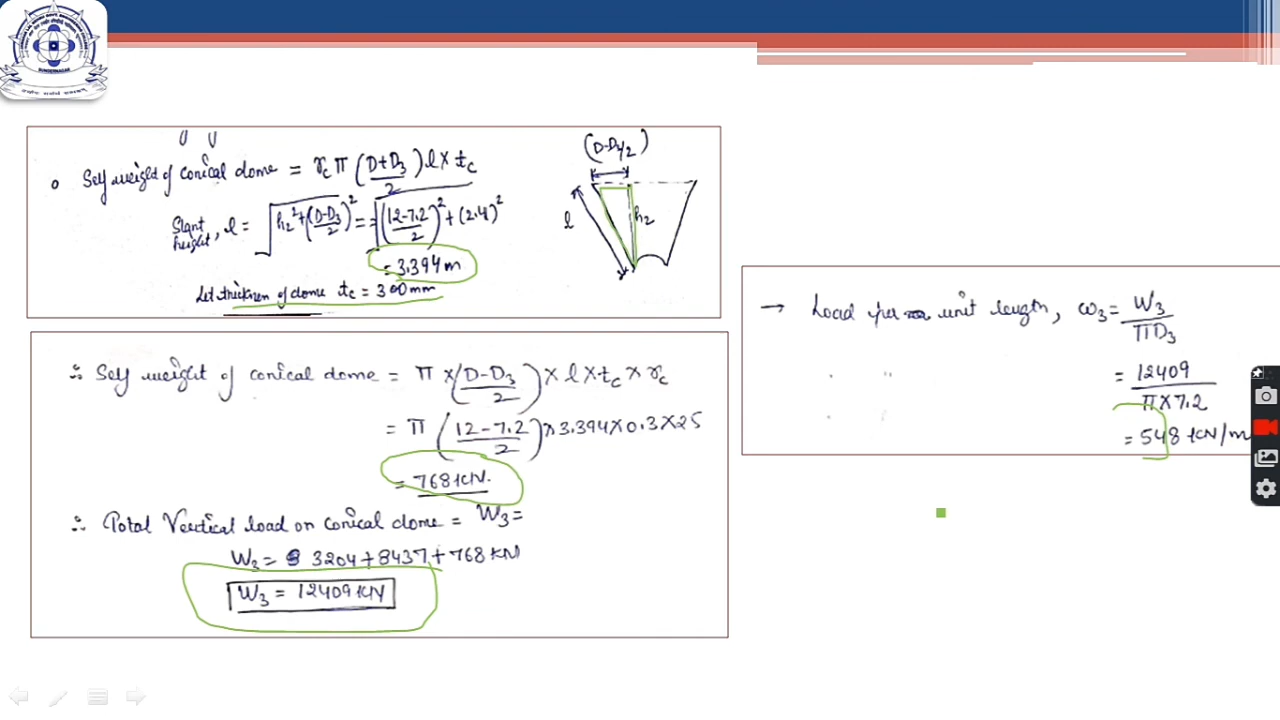 SUNDERNAGAR
° Self weight of conical dome = γc π (D+D3/2) l × tc
Slant height, l = √(h2² + (D-D3/2)²) = √((12-7.2/2)² + (2.4)²)
= 3.394m
Let thickness of dome tc = 300mm
(D-D3/2)
l
h2
∴ Self weight of conical dome = π × (D-D3/2) × l × tc × γc
= π (12-7.2/2) × 3.394 × 0.3 × 25
= 768 KN.
∴ Total Vertical load on conical dome = W3 =
W3 = 3204 + 8437 + 768 KN
W3 = 12409 KN
→ Load per unit length, ω3 = W3/πD3
= 12409/π×7.2
= 548 KN/m